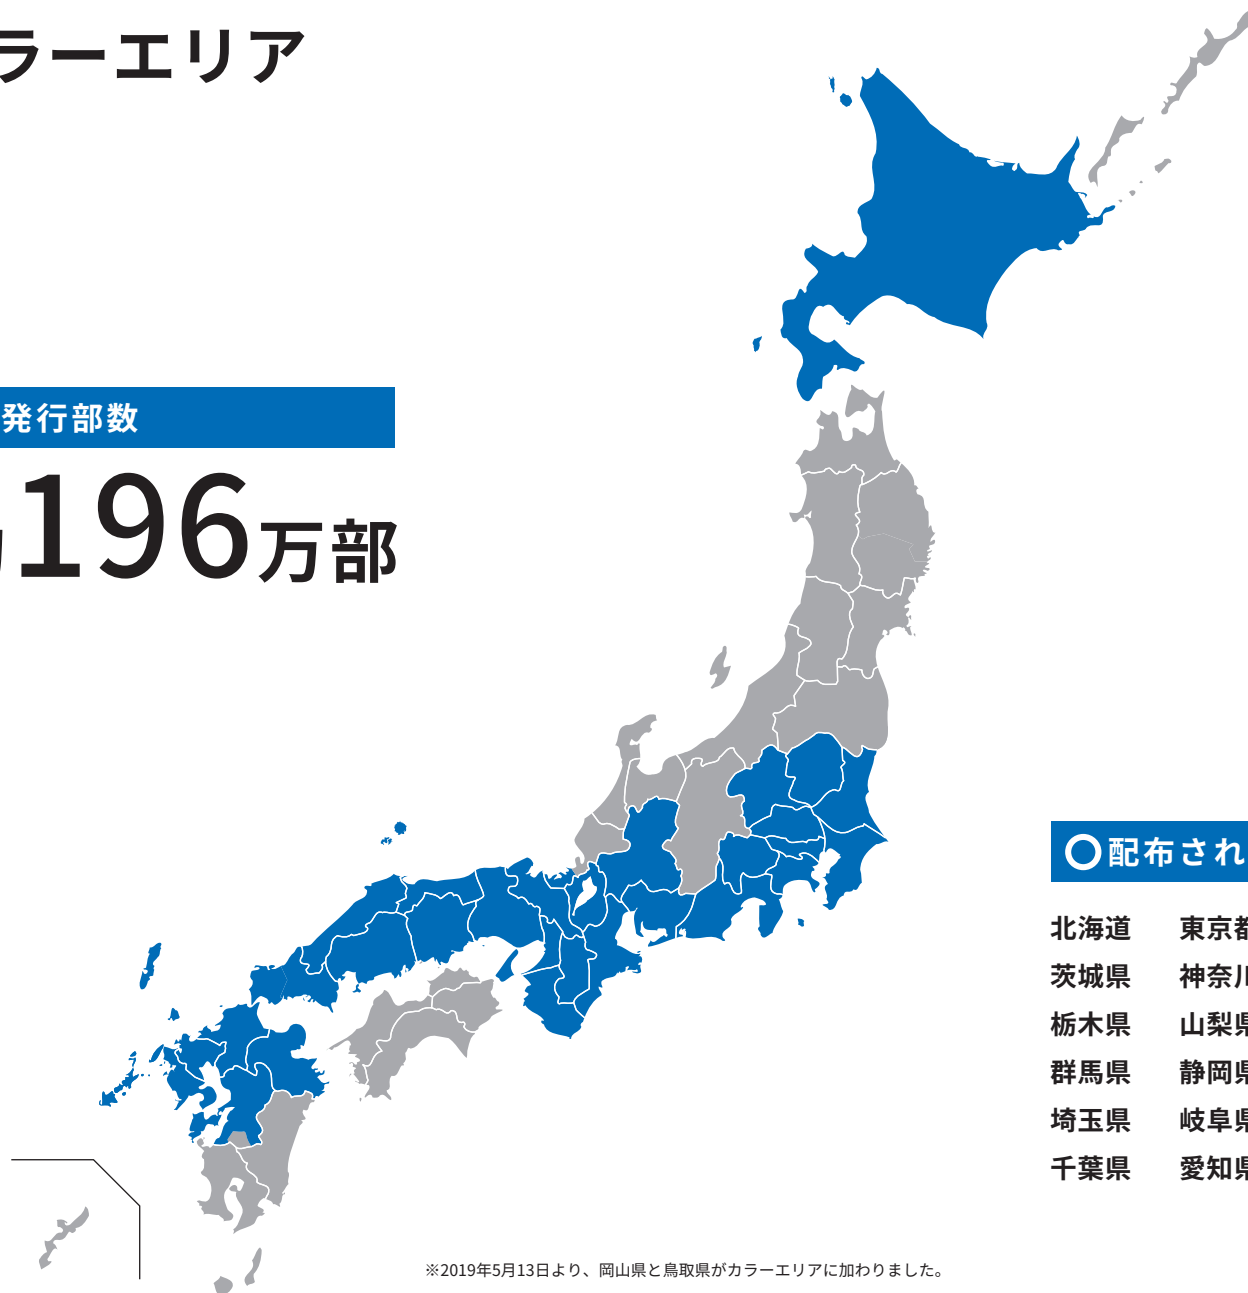 ラーエリア
発行部数
196万部
配布され
北海道 東京都
茨城県 神奈川
栃木県 山梨県
群馬県 静岡県
埼玉県 岐阜県
千葉県 愛知県
※2019年5月13日より、岡山県と鳥取県がカラーエリアに加わりました。